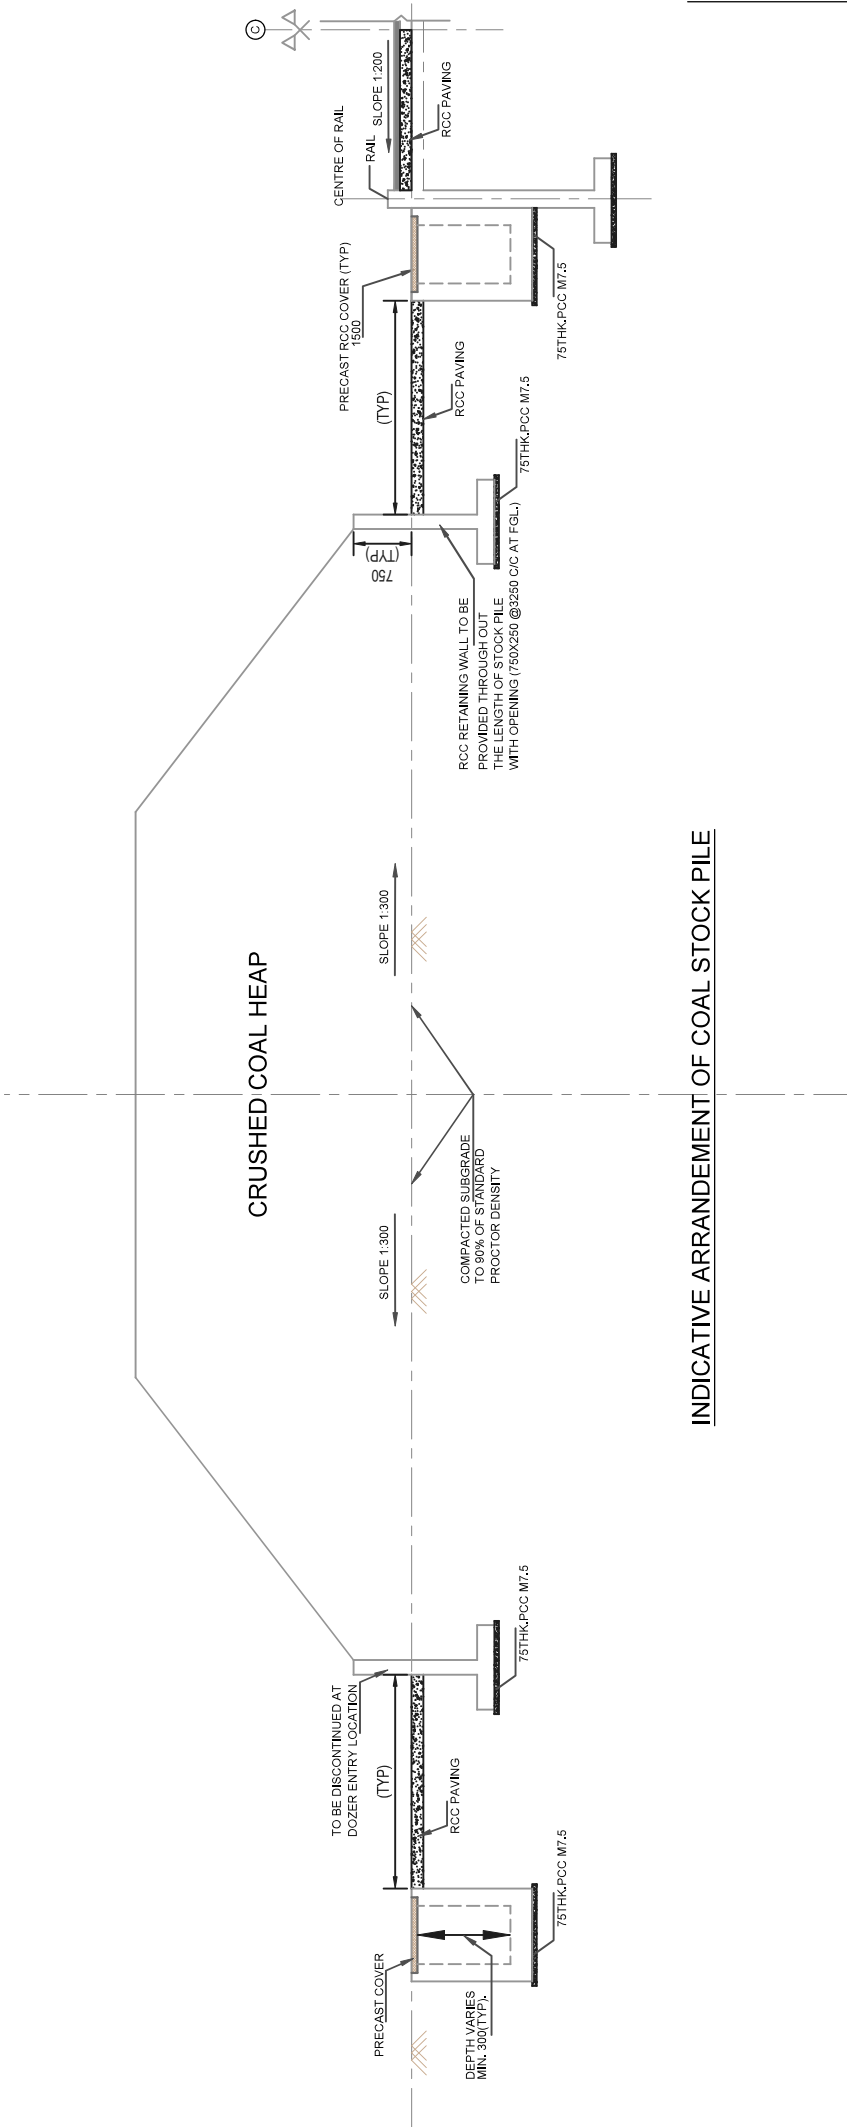 C
SLOPE 1:200
CENTRE OF RAIL
RAIL
RCC PAVING
PRECAST RCC COVER (TYP)
1500
(TYP)
RCC PAVING
75THK.PCC M7.5
75THK.PCC M7.5
750
(TYP)
RCC RETAINING WALL TO BE
PROVIDED THROUGH OUT
THE LENGTH OF STOCK PILE
WITH OPENING (750X250 @3250 C/C AT FGL.)
SLOPE 1:300
CRUSHED COAL HEAP
SLOPE 1:300
COMPACTED SUBGRADE
TO 90% OF STANDARD
PROCTOR DENSITY
TO BE DISCONTINUED AT
DOZER ENTRY LOCATION
(TYP)
RCC PAVING
75THK.PCC M7.5
75THK.PCC M7.5
PRECAST COVER
DEPTH VARIES
MIN. 300(TYP).
INDICATIVE ARRANDEMENT OF COAL STOCK PILE